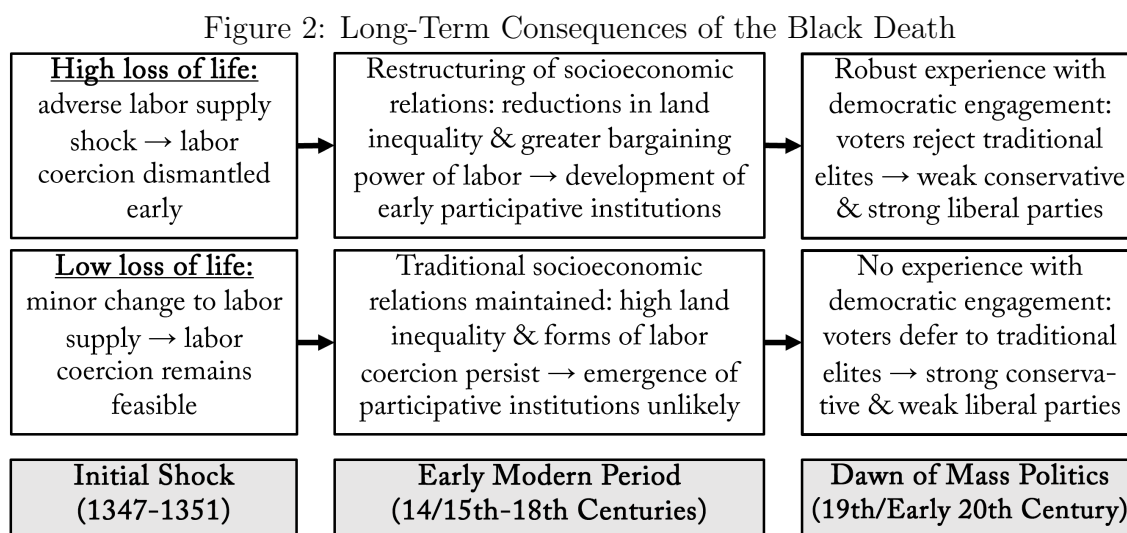 Figure 2: Long-Term Consequences of the Black Death
High loss of life:
adverse labor supply
shock → labor
coercion dismantled
early
Restructuring of socioeconomic
relations: reductions in land
inequality & greater bargaining
power of labor → development of
early participative institutions
Robust experience with
democratic engagement:
voters reject traditional
elites → weak conservative
& strong liberal parties
Low loss of life:
minor change to labor
supply → labor
coercion remains
feasible
Traditional socioeconomic
relations maintained: high land
inequality & forms of labor
coercion persist → emergence of
participative institutions unlikely
No experience with
democratic engagement:
voters defer to traditional
elites → strong conserva-
tive & weak liberal parties
Initial Shock
(1347-1351)
Early Modern Period
(14/15th-18th Centuries)
Dawn of Mass Politics
(19th/Early 20th Century)